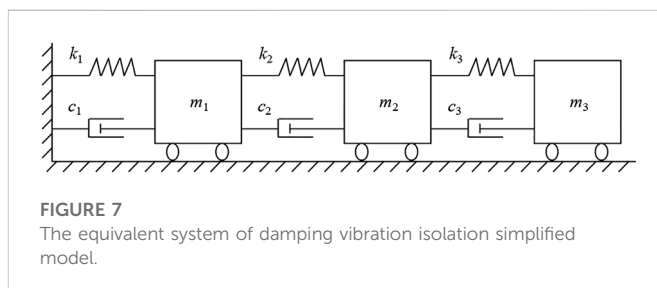 k1 k2 k3
m1 m2 m3
c1 c2 c3
FIGURE 7
The equivalent system of damping vibration isolation simplified
model.